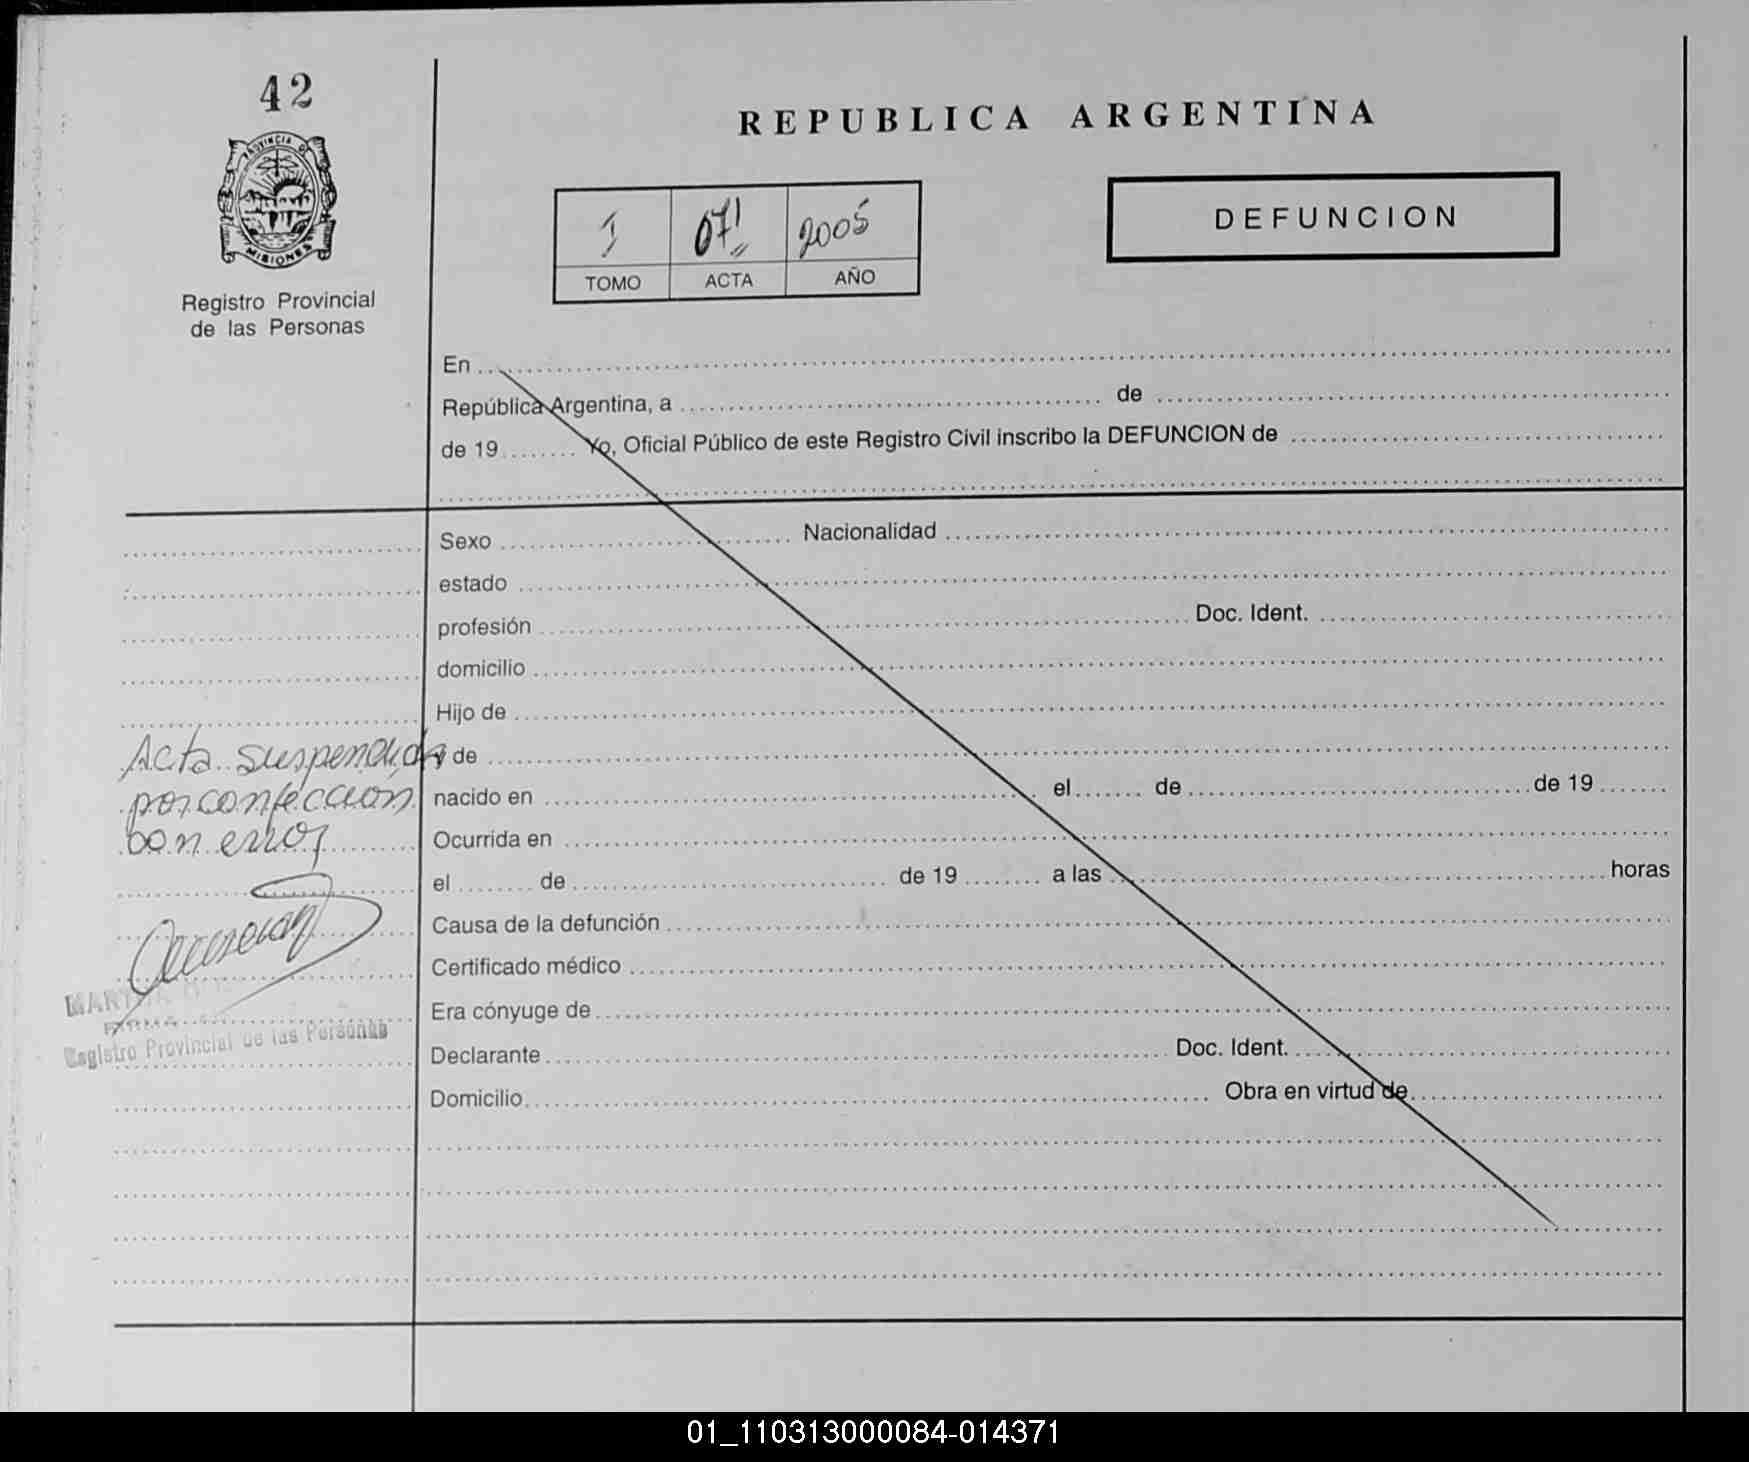 42
PROVINCIA DE
MISIONES
Registro Provincial
de las Personas
REPUBLICA ARGENTINA
I 071 2005
TOMO ACTA AÑO
DEFUNCION
En
República Argentina, a de
de 19 Yo, Oficial Público de este Registro Civil inscribo la DEFUNCION de
Sexo Nacionalidad
estado
profesión Doc. Ident.
domicilio
Hijo de
y de
nacido en el de de 19
Ocurrida en
el de de 19 a las horas
Causa de la defunción
Certificado médico
Era cónyuge de
Declarante Doc. Ident.
Domicilio Obra en virtud de
Acta suspendida
por confección
con error
Registro Provincial de las Personas
01_110313000084-014371